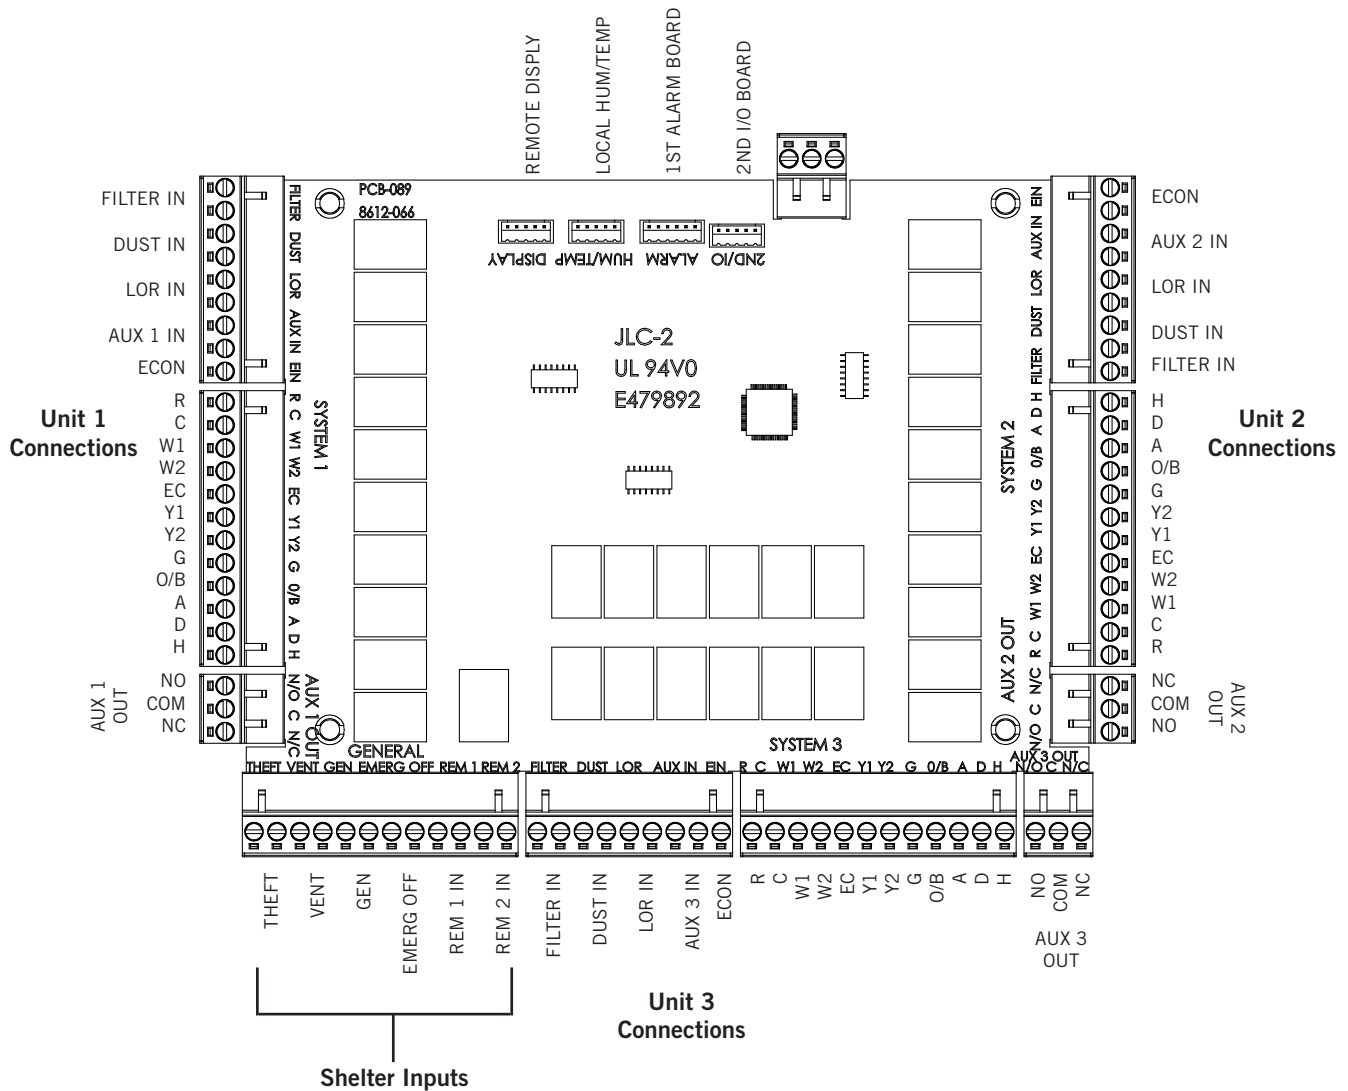 REMOTE DISPLY
LOCAL HUM/TEMP
1ST ALARM BOARD
2ND I/O BOARD
FILTER IN
DUST IN
LOR IN
AUX 1 IN
ECON
Unit 1
Connections
R
C
W1
W2
EC
Y1
Y2
G
O/B
A
D
H
AUX 1
OUT
NO
COM
NC
FILTER DUST LOR AUX IN EIN
R C W1 W2 EC Y1 Y2 G O/B A D H
N/O C N/C
SYSTEM 1
AUX 1 OUT
PCB-089
8612-066
DISPLAY
HUM/TEMP
ALARM
2ND/IO
JLC-2
UL 94V0
E479892
SYSTEM 2
AUX 2 OUT
FILTER DUST LOR AUX IN EIN
R C W1 W2 EC Y1 Y2 G O/B A D H
N/O C N/C
ECON
AUX 2 IN
LOR IN
DUST IN
FILTER IN
H
D
A
O/B
G
Y2
Y1
EC
W2
W1
C
R
Unit 2
Connections
NC
COM
NO
AUX 2
OUT
GENERAL
SYSTEM 3
AUX 3 OUT
THEFT VENT GEN EMERG OFF REM 1 REM 2
FILTER DUST LOR AUX IN EIN
R C W1 W2 EC Y1 Y2 G O/B A D H
N/O C N/C
THEFT
VENT
GEN
EMERG OFF
REM 1 IN
REM 2 IN
FILTER IN
DUST IN
LOR IN
AUX 3 IN
ECON
R
C
W1
W2
EC
Y1
Y2
G
O/B
A
D
H
NO
COM
NC
AUX 3
OUT
Unit 3
Connections
Shelter Inputs